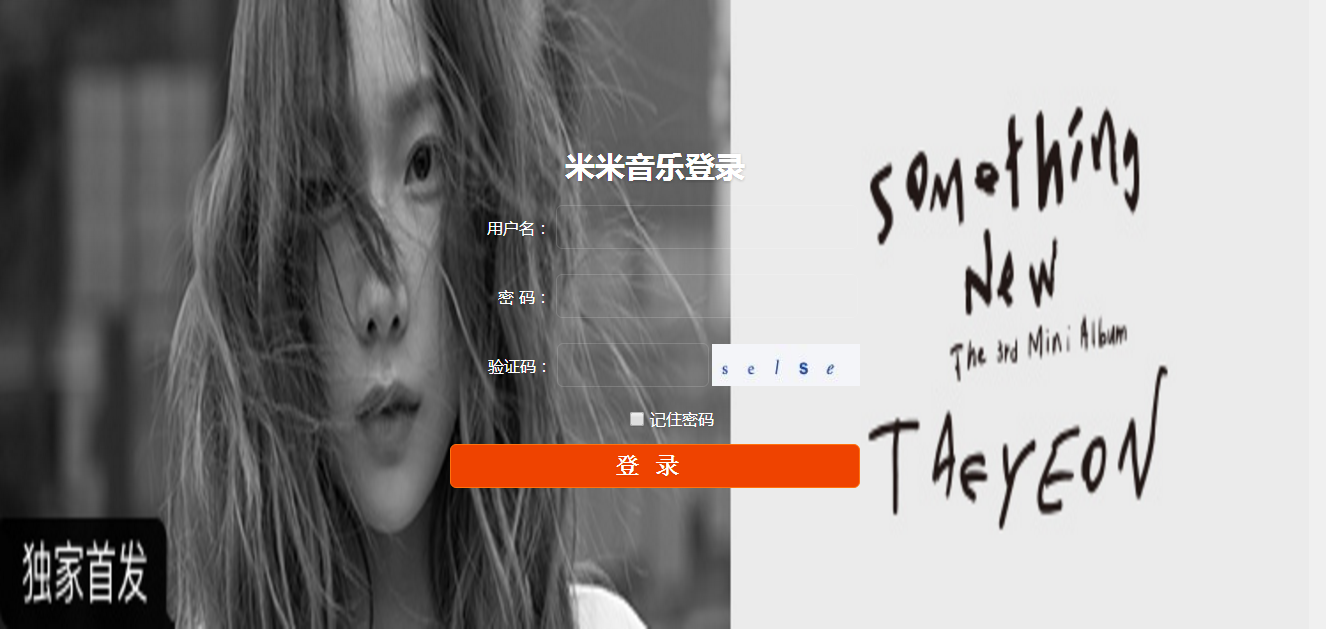 米米音乐登录
用户名：
密 码：
验证码：
s e l s e
记住密码
登 录
something
New
The 3rd Mini Album
TAEYEON
独家首发